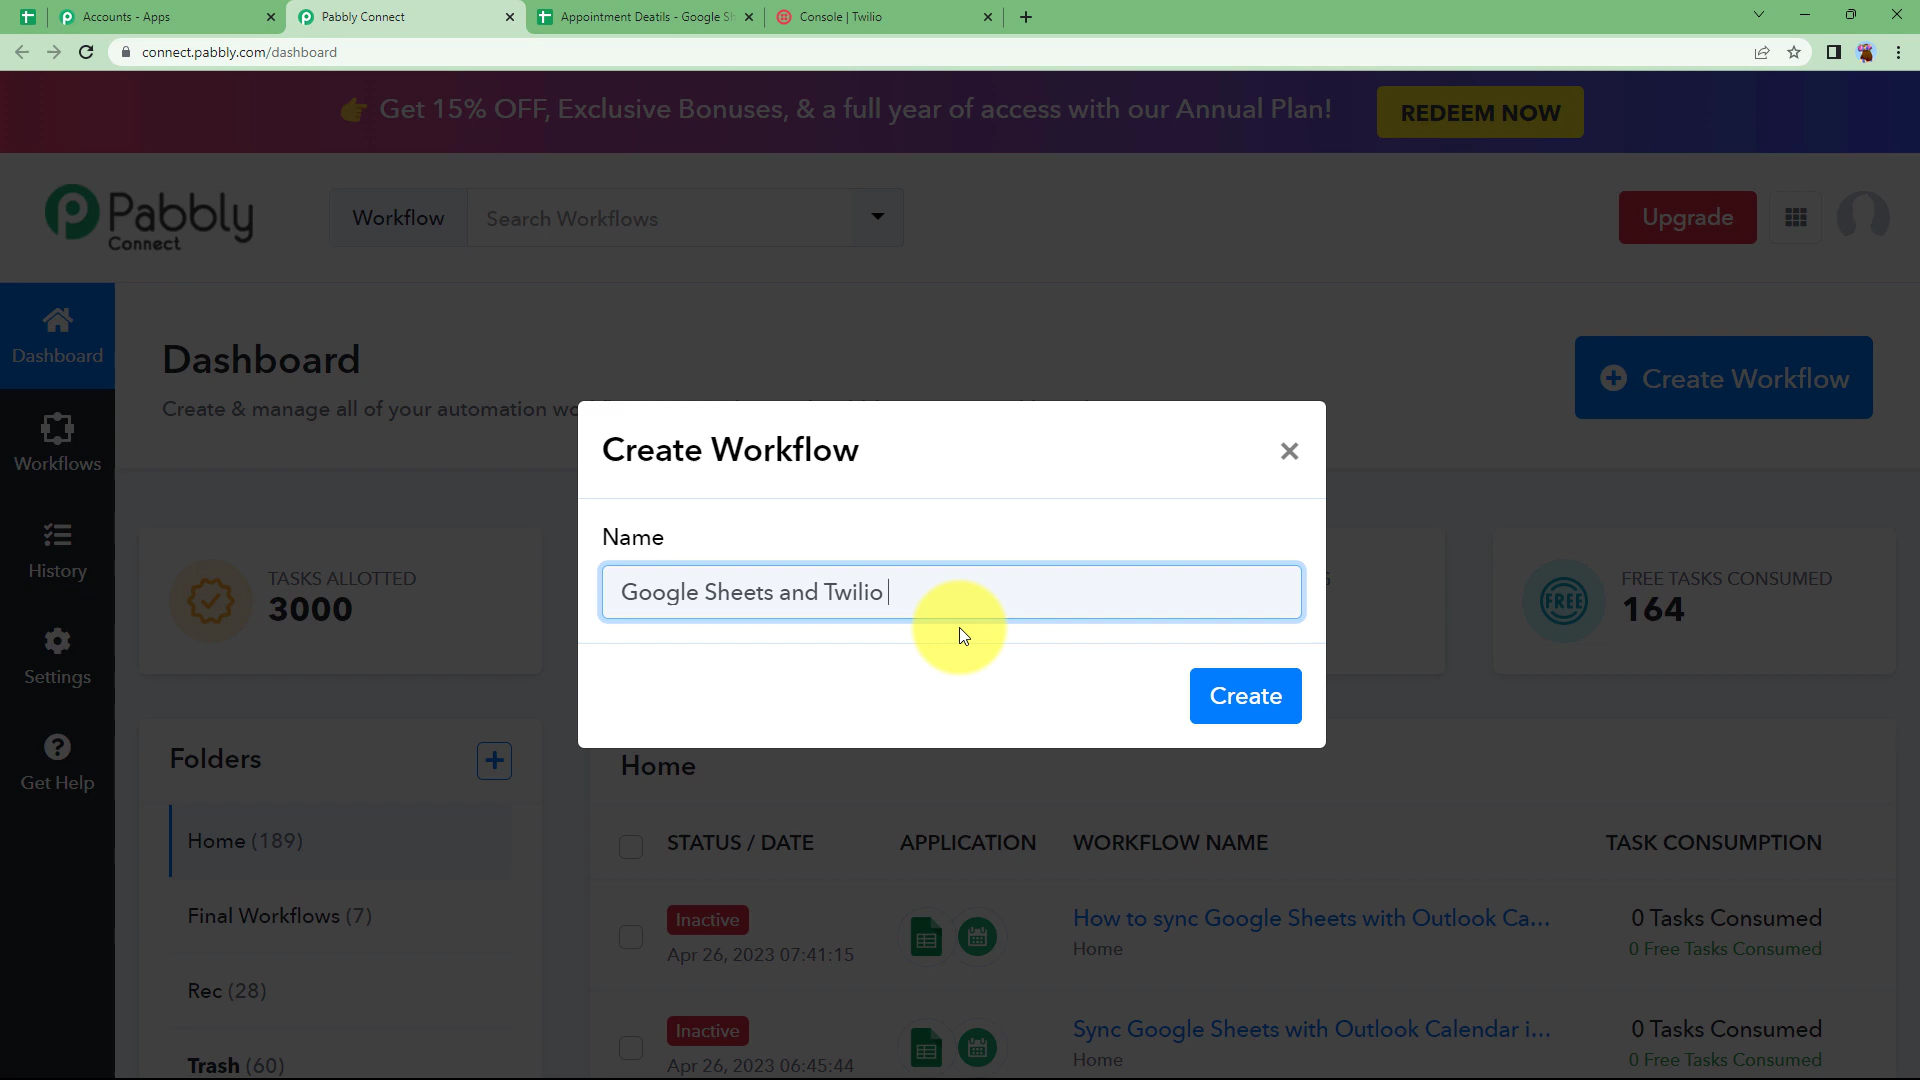 Accounts - Apps
Pabbly Connect
Appointment Deatils - Google Sh
Console | Twilio
connect.pabbly.com/dashboard
Get 15% OFF, Exclusive Bonuses, & a full year of access with our Annual Plan!
REDEEM NOW
Pabbly
Connect
Workflow
Search Workflows
Upgrade
Dashboard
Workflows
History
Settings
Get Help
Dashboard
Create & manage all of your automation wo
Create Workflow
Create Workflow
Name
Google Sheets and Twilio
Create
TASKS ALLOTTED
3000
FREE
FREE TASKS CONSUMED
164
Folders
Home (189)
Final Workflows (7)
Rec (28)
Trash (60)
Home
STATUS / DATE APPLICATION WORKFLOW NAME TASK CONSUMPTION
Inactive
Apr 26, 2023 07:41:15
How to sync Google Sheets with Outlook Ca...
Home
0 Tasks Consumed
0 Free Tasks Consumed
Inactive
Apr 26, 2023 06:45:44
Sync Google Sheets with Outlook Calendar i...
Home
0 Tasks Consumed
0 Free Tasks Consumed